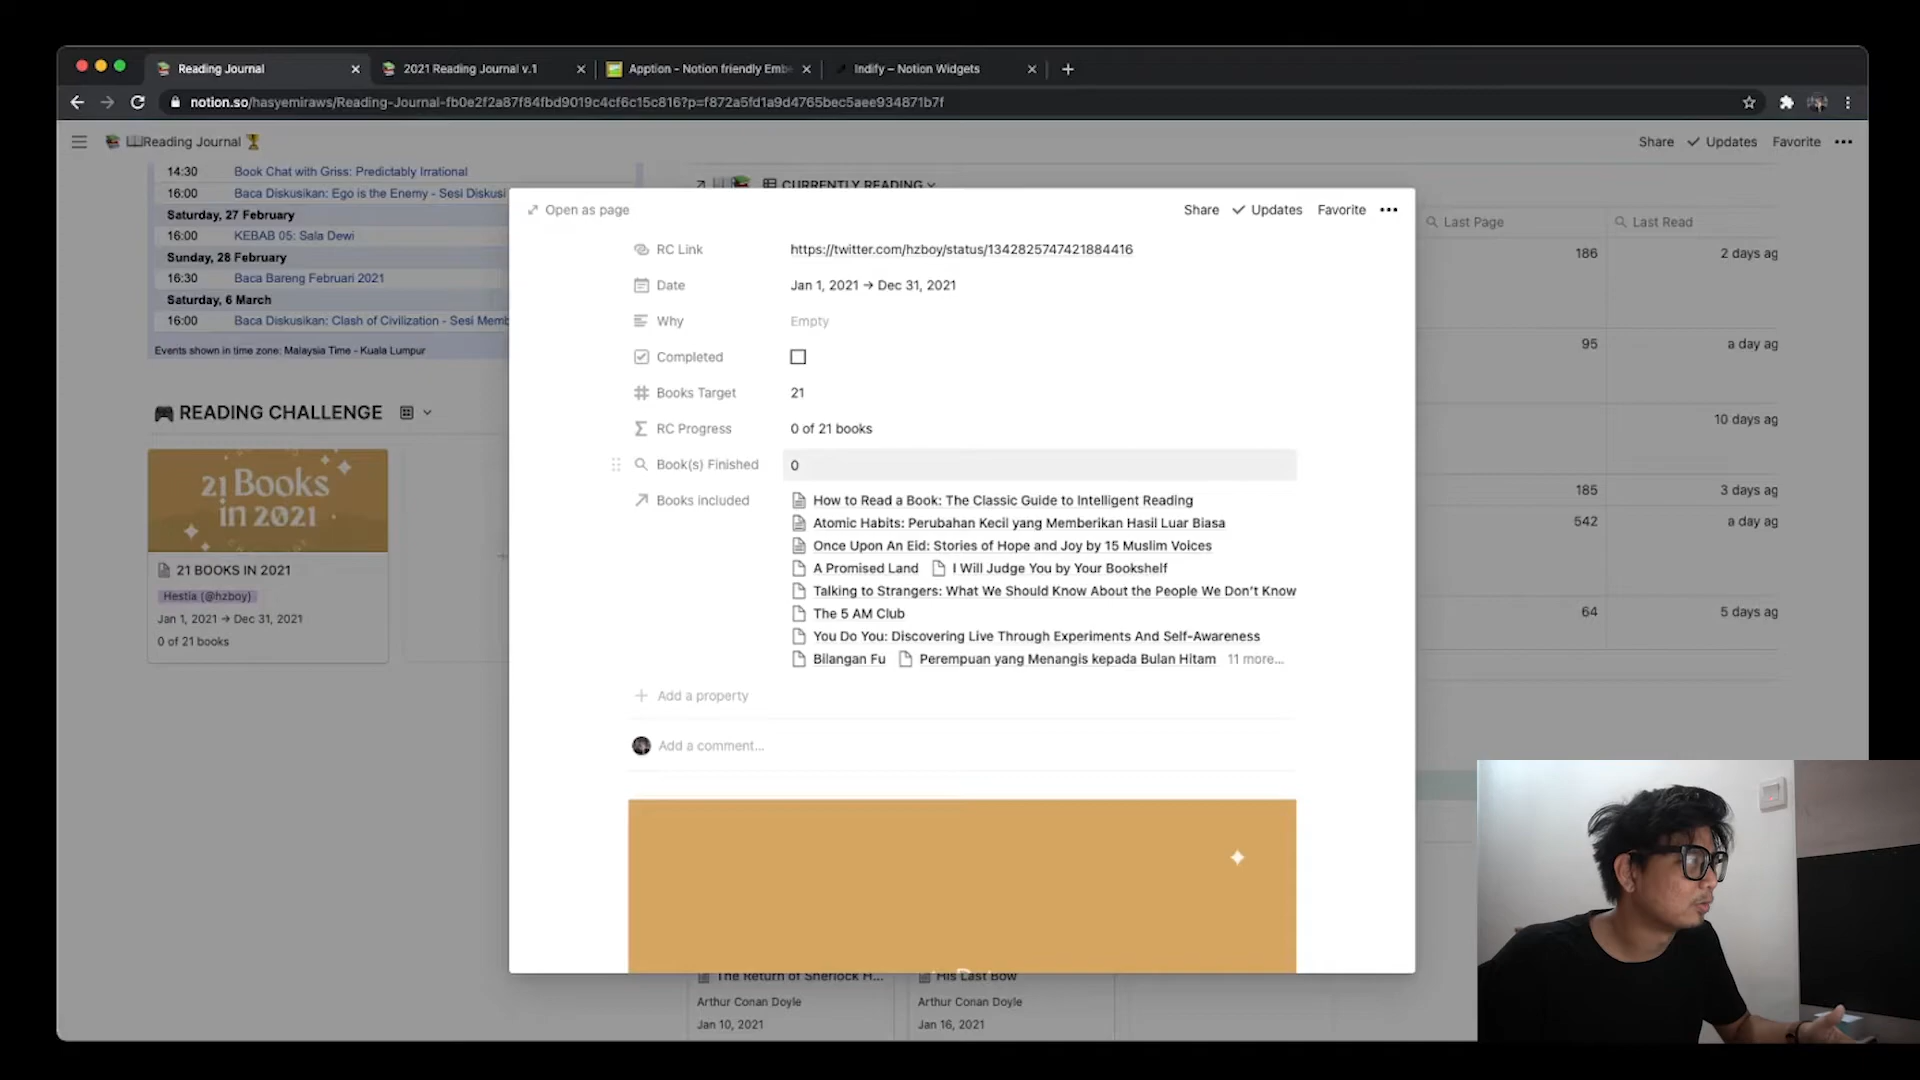 Reading Journal
2021 Reading Journal v.1
Apption - Notion friendly Embe
Indify – Notion Widgets
notion.so/hasyemiraws/Reading-Journal-fb0e2f2a87f84fbd9019c4cf6c15c816?p=f872a5fd1a9d4765bec5aee934871b7f
Reading Journal
Share
Updates
Favorite
14:30 Book Chat with Griss: Predictably Irrational
16:00 Baca Diskusikan: Ego is the Enemy - Sesi Diskusi
Saturday, 27 February
16:00 KEBAB 05: Sala Dewi
Sunday, 28 February
16:30 Baca Bareng Februari 2021
Saturday, 6 March
16:00 Baca Diskusikan: Clash of Civilization - Sesi Memb
Events shown in time zone: Malaysia Time - Kuala Lumpur
READING CHALLENGE
21 Books
in 2021
21 BOOKS IN 2021
Hestia (@hzboy)
Jan 1, 2021 → Dec 31, 2021
0 of 21 books
CURRENTLY READING
Open as page
Share
Updates
Favorite
RC Link https://twitter.com/hzboy/status/1342825747421884416
Date Jan 1, 2021 → Dec 31, 2021
Why Empty
Completed
Books Target 21
RC Progress 0 of 21 books
Book(s) Finished 0
Books included How to Read a Book: The Classic Guide to Intelligent Reading
Atomic Habits: Perubahan Kecil yang Memberikan Hasil Luar Biasa
Once Upon An Eid: Stories of Hope and Joy by 15 Muslim Voices
A Promised Land I Will Judge You by Your Bookshelf
Talking to Strangers: What We Should Know About the People We Don't Know
The 5 AM Club
You Do You: Discovering Live Through Experiments And Self-Awareness
Bilangan Fu Perempuan yang Menangis kepada Bulan Hitam 11 more...
Add a property
Add a comment...
Last Page Last Read
186 2 days ag
95 a day ag
10 days ag
185 3 days ag
542 a day ag
64 5 days ag
The Return of Sherlock H...
Arthur Conan Doyle
Jan 10, 2021
His Last Bow
Arthur Conan Doyle
Jan 16, 2021